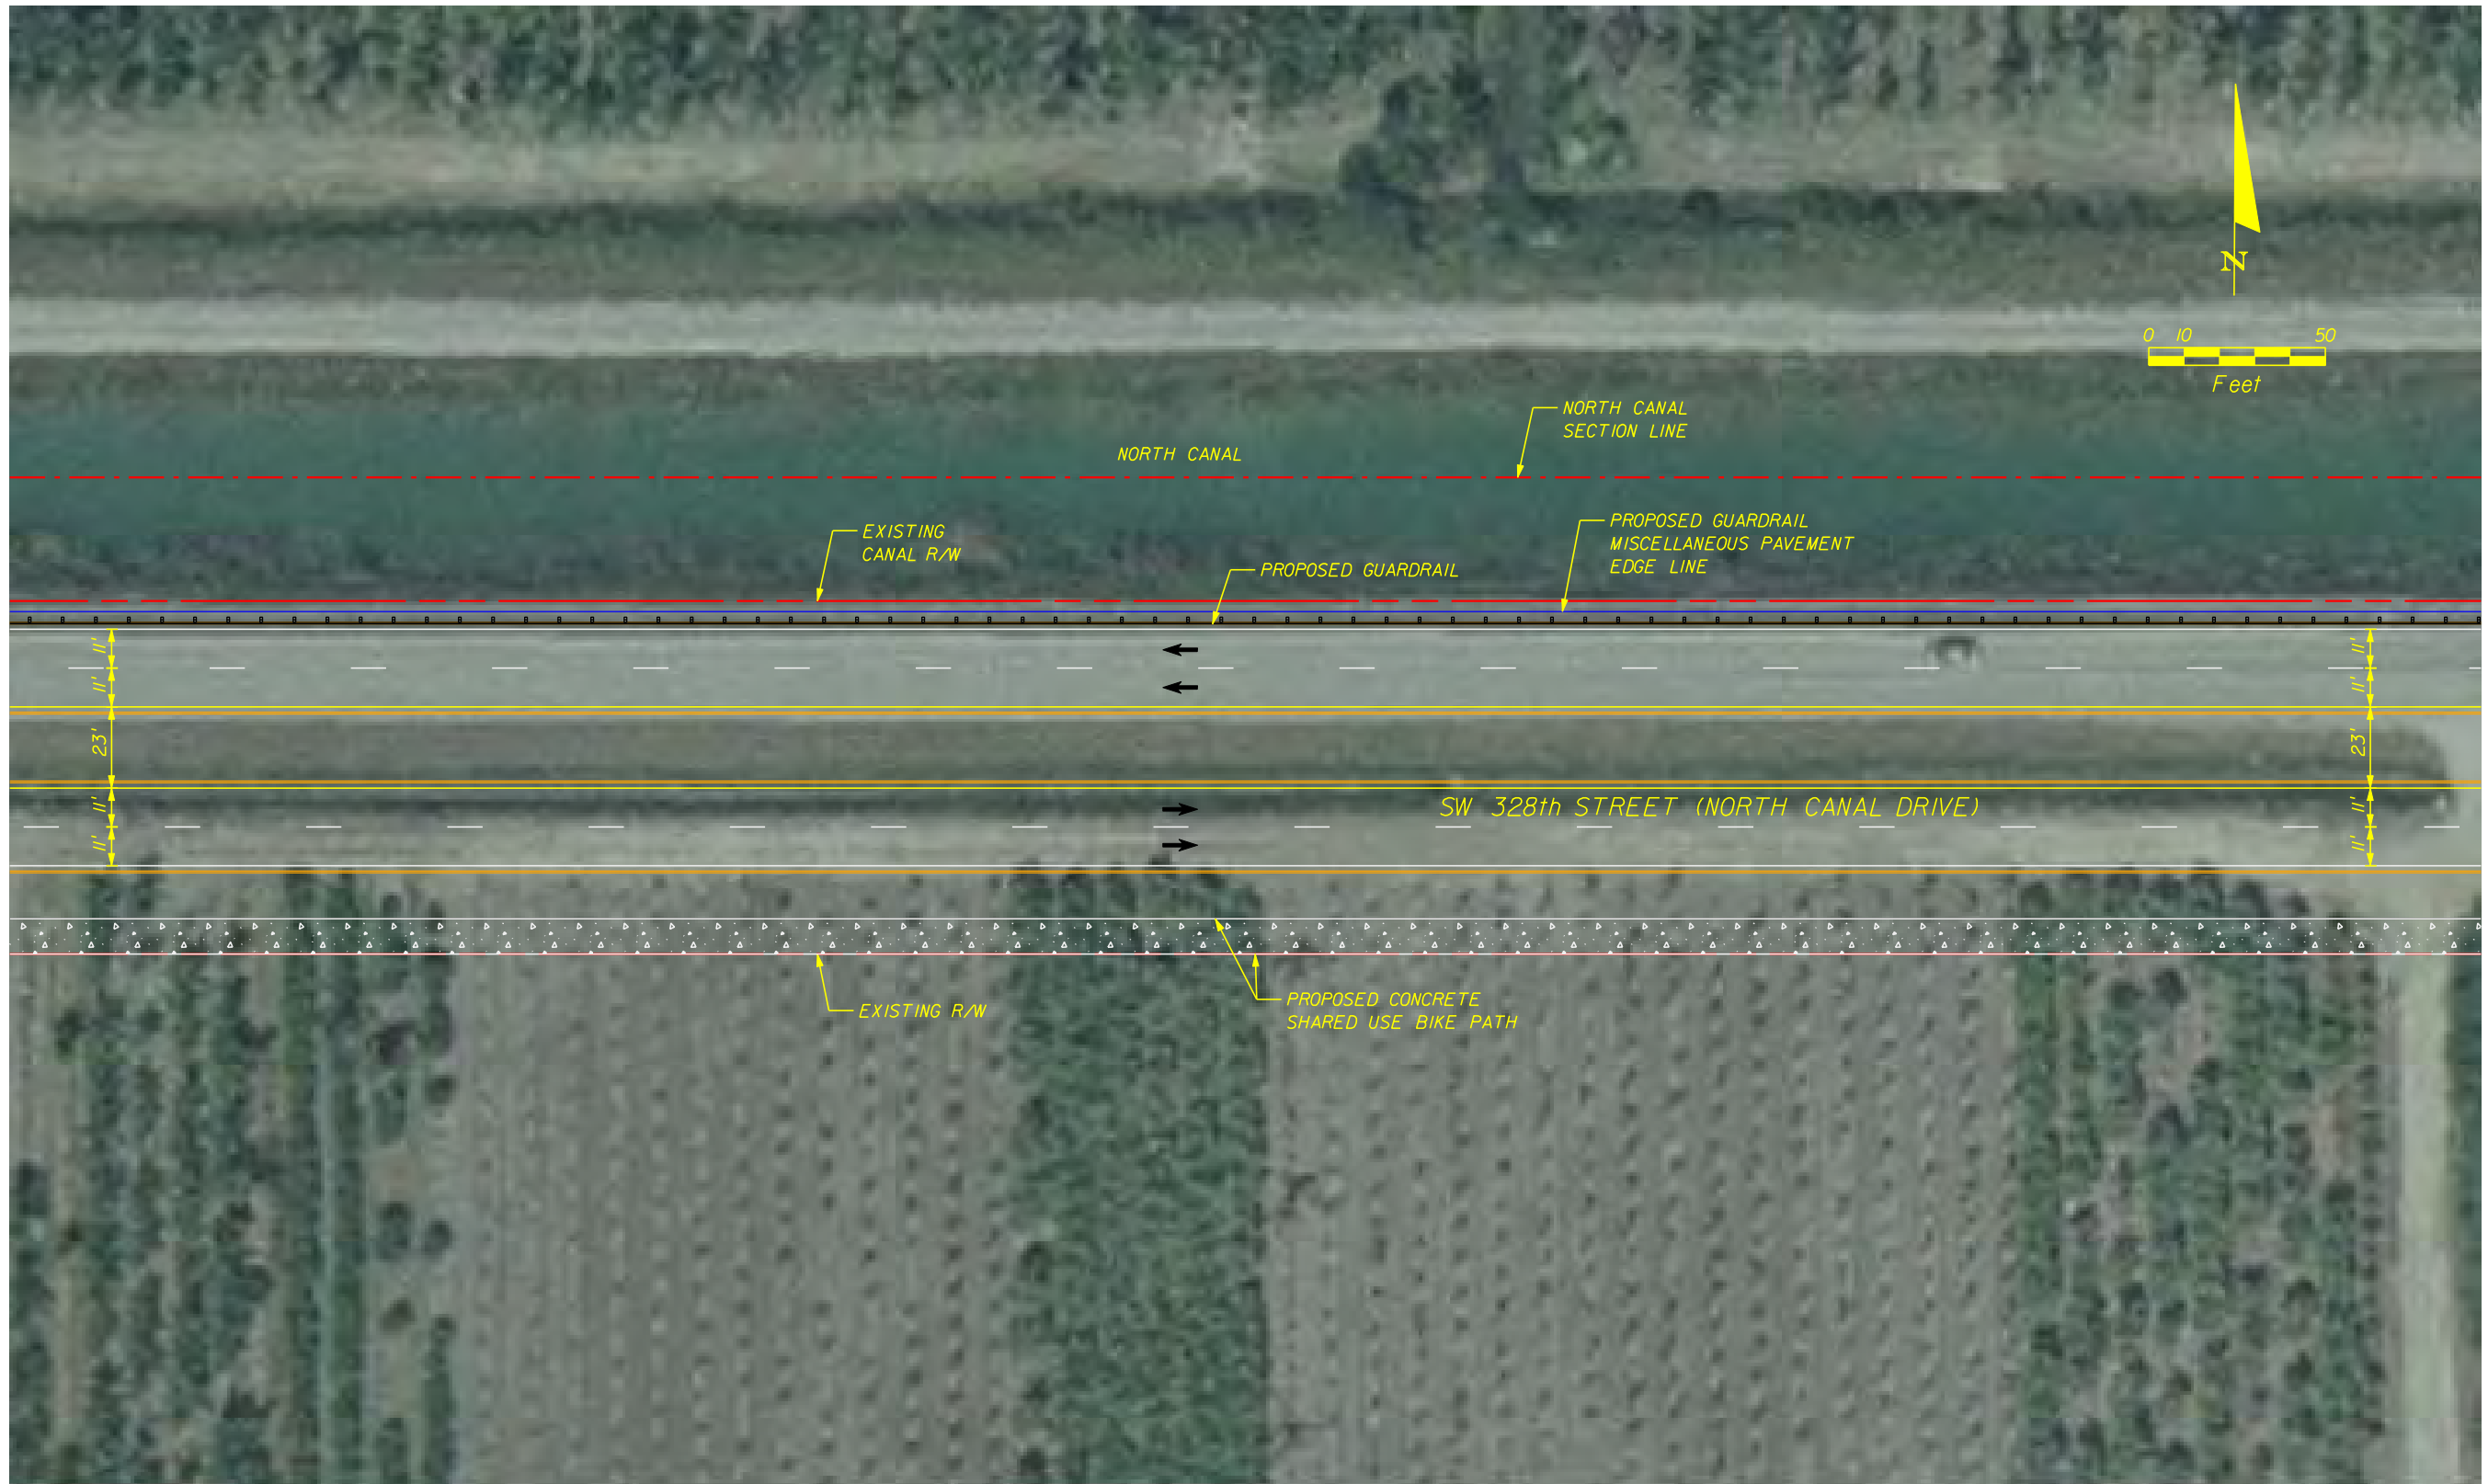 N
0 10 50
Feet
NORTH CANAL
SECTION LINE
NORTH CANAL
EXISTING
CANAL R/W
PROPOSED GUARDRAIL
MISCELLANEOUS PAVEMENT
EDGE LINE
PROPOSED GUARDRAIL
11'
11'
23'
11'
11'
11'
11'
23'
11'
11'
SW 328th STREET (NORTH CANAL DRIVE)
EXISTING R/W
PROPOSED CONCRETE
SHARED USE BIKE PATH